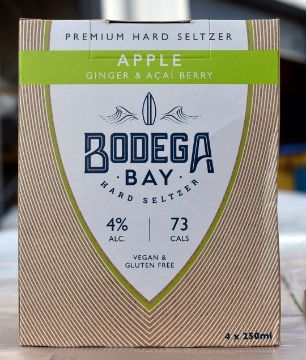 PREMIUM HARD SELTZER
APPLE
GINGER & AÇAÍ BERRY
BODEGA
BAY
HARD SELTZER
4% 73
ALC. CALS
VEGAN &
GLUTEN FREE
4 x 250ml